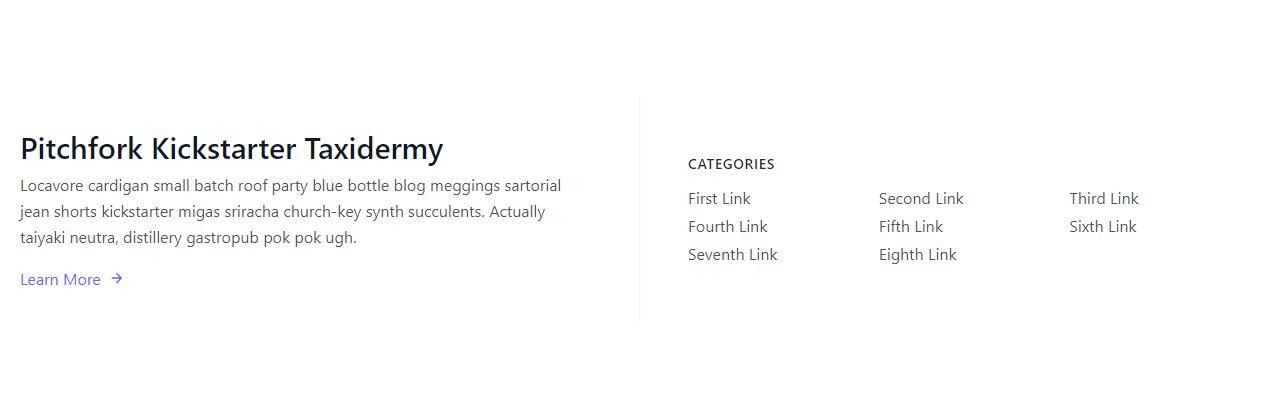 Pitchfork Kickstarter Taxidermy
Locavore cardigan small batch roof party blue bottle blog meggings sartorial
jean shorts kickstarter migas sriracha church-key synth succulents. Actually
taiyaki neutra, distillery gastropub pok pok ugh.
Learn More →
CATEGORIES
First Link Second Link Third Link
Fourth Link Fifth Link Sixth Link
Seventh Link Eighth Link